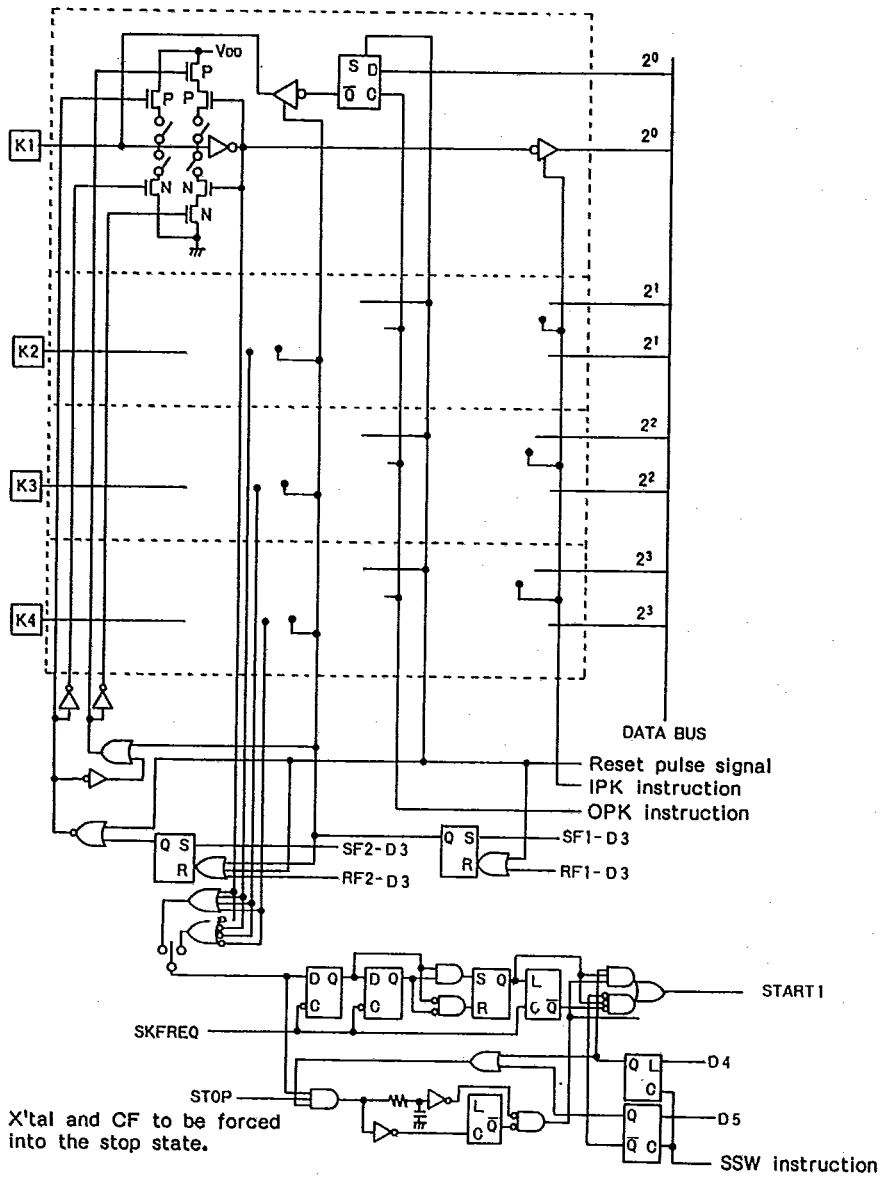 VDD
S D
Q C
2⁰
P
P P
K1
2⁰
N N
N
2¹
K2
2¹
2²
K3
2²
2³
K4
2³
DATA BUS
Reset pulse signal
IPK instruction
OPK instruction
Q S
SF2-D3
R
RF2-D3
Q S
SF1-D3
R
RF1-D3
D Q
C
D Q
C
S Q
R
L
C Q
START1
SKFREQ
Q L
C
D4
STOP
L
C Q
Q
Q C
D5
X'tal and CF to be forced
into the stop state.
SSW instruction